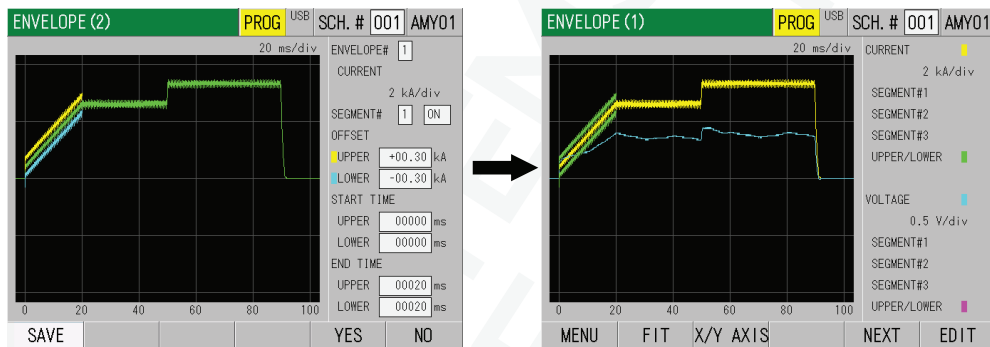 ENVELOPE (2) PROG USB SCH. # 001 AMY01
20 ms/div
ENVELOPE# 1
CURRENT
2 kA/div
SEGMENT# 1 ON
OFFSET
UPPER +00.30 kA
LOWER -00.30 kA
START TIME
UPPER 00000 ms
LOWER 00000 ms
END TIME
UPPER 00020 ms
LOWER 00020 ms
0 20 40 60 80 100
SAVE YES NO
ENVELOPE (1) PROG USB SCH. # 001 AMY01
20 ms/div
CURRENT
2 kA/div
SEGMENT#1
SEGMENT#2
SEGMENT#3
UPPER/LOWER
VOLTAGE
0.5 V/div
SEGMENT#1
SEGMENT#2
SEGMENT#3
UPPER/LOWER
0 20 40 60 80 100
MENU FIT X/Y AXIS NEXT EDIT